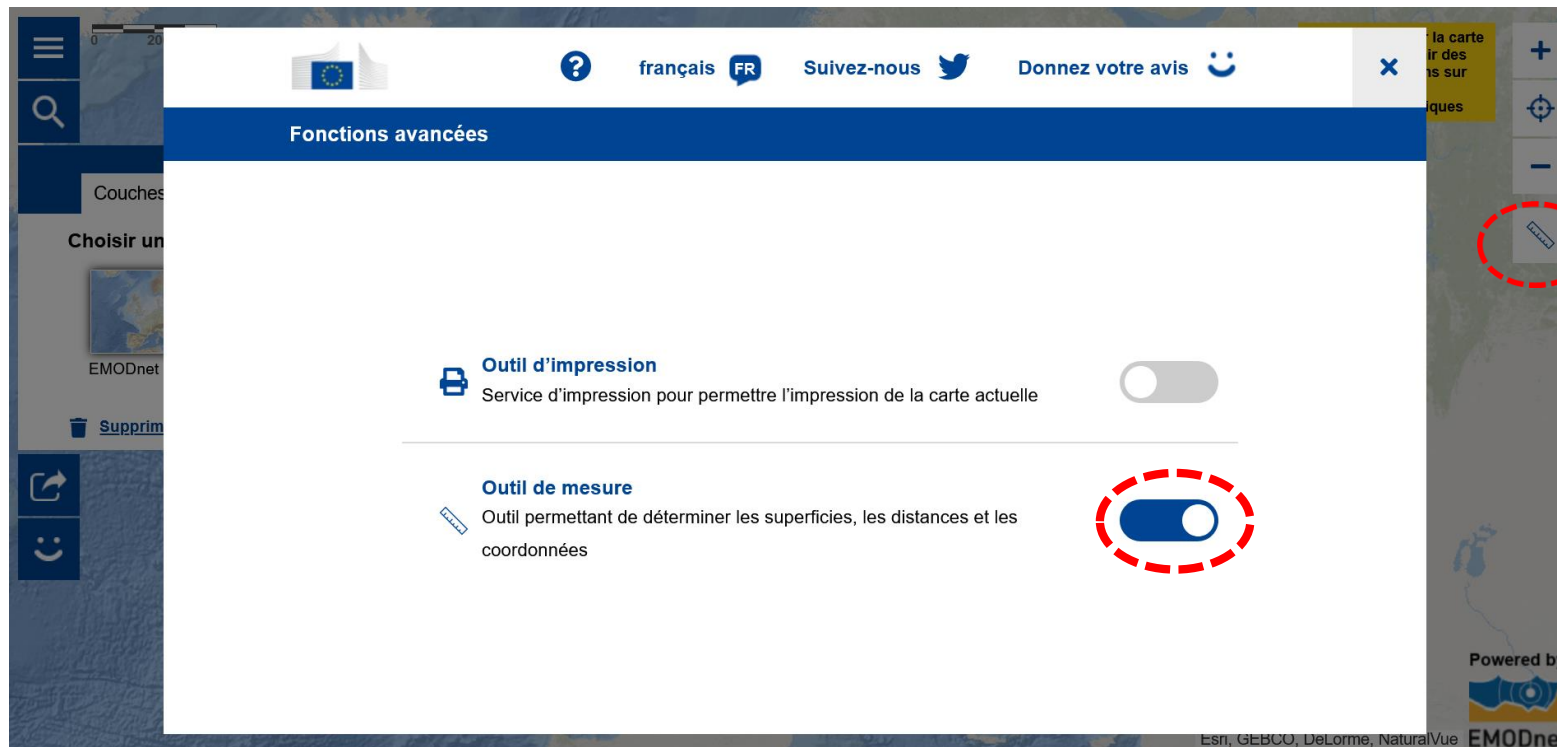 0 20
français FR Suivez-nous Donnez votre avis
la carte
ir des
ns sur
iques
Fonctions avancées
Couches
Choisir un
EMODnet
Supprim
Outil d’impression
Service d’impression pour permettre l’impression de la carte actuelle
Outil de mesure
Outil permettant de déterminer les superficies, les distances et les
coordonnées
Powered b
Esri, GEBCO, DeLorme, NaturalVue
EMODne